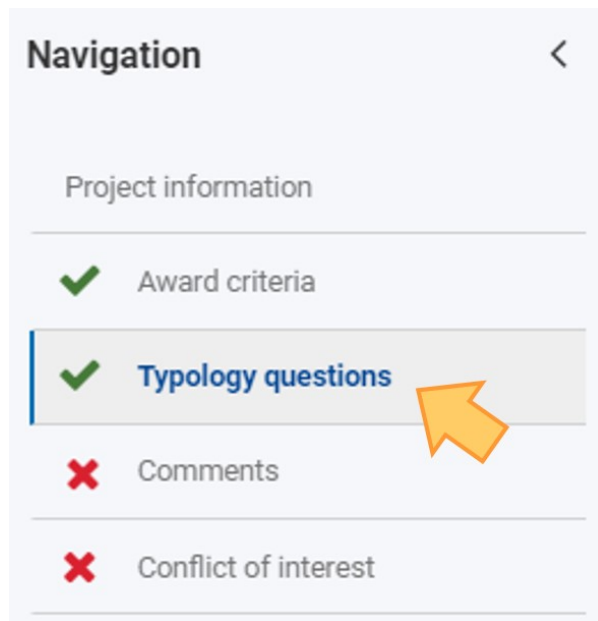 Navigation
Project information
Award criteria
Typology questions
Comments
Conflict of interest